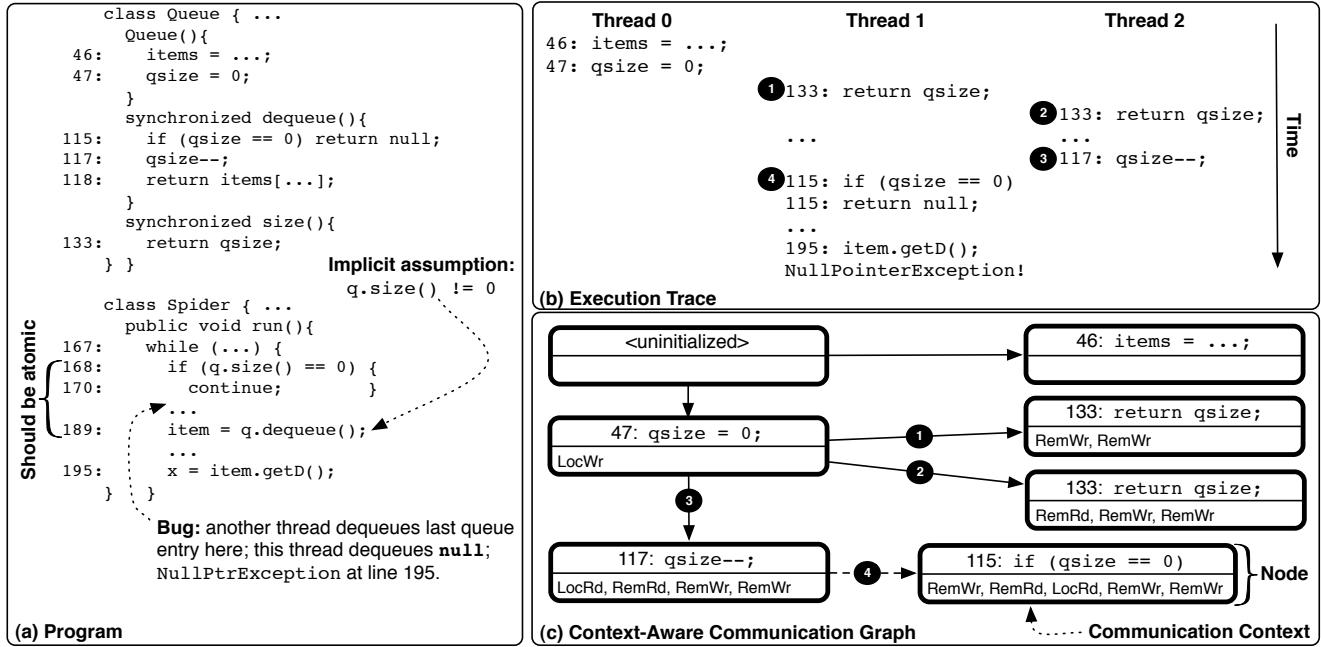 class Queue { ...
Queue(){
46: items = ...;
47: qsize = 0;
}
synchronized dequeue(){
115: if (qsize == 0) return null;
117: qsize--;
118: return items[...];
}
synchronized size(){
133: return qsize;
} }
Implicit assumption:
q.size() != 0
class Spider { ...
public void run(){
167: while (...) {
168: if (q.size() == 0) {
170: continue; }
...
189: item = q.dequeue();
...
195: x = item.getD();
} }
Should be atomic
Bug: another thread dequeues last queue
entry here; this thread dequeues null;
NullPtrException at line 195.
(a) Program
Thread 0 Thread 1 Thread 2
46: items = ...;
47: qsize = 0;
1 133: return qsize;
2 133: return qsize;
... ...
3 117: qsize--;
4 115: if (qsize == 0)
115: return null;
...
195: item.getD();
NullPointerException!
Time
(b) Execution Trace
<uninitialized>
46: items = ...;
47: qsize = 0;
LocWr
1
133: return qsize;
RemWr, RemWr
2
133: return qsize;
RemRd, RemWr, RemWr
3
117: qsize--;
LocRd, RemRd, RemWr, RemWr
4
115: if (qsize == 0)
RemWr, RemRd, LocRd, RemWr, RemWr
Node
(c) Context-Aware Communication Graph
Communication Context